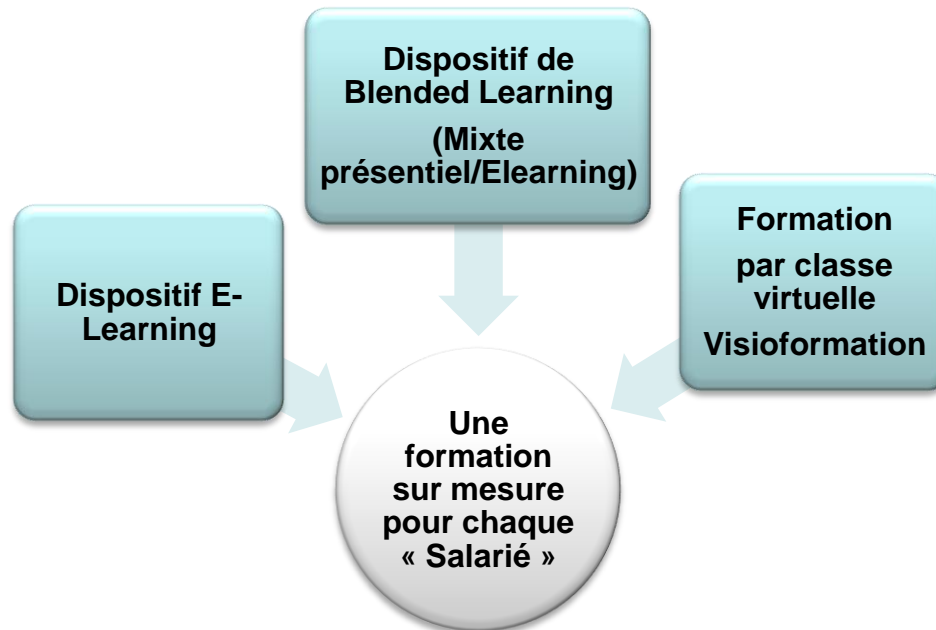 Dispositif de
Blended Learning
(Mixte
présentiel/Elearning)
Dispositif E-
Learning
Formation
par classe
virtuelle
Visioformation
Une
formation
sur mesure
pour chaque
« Salarié »